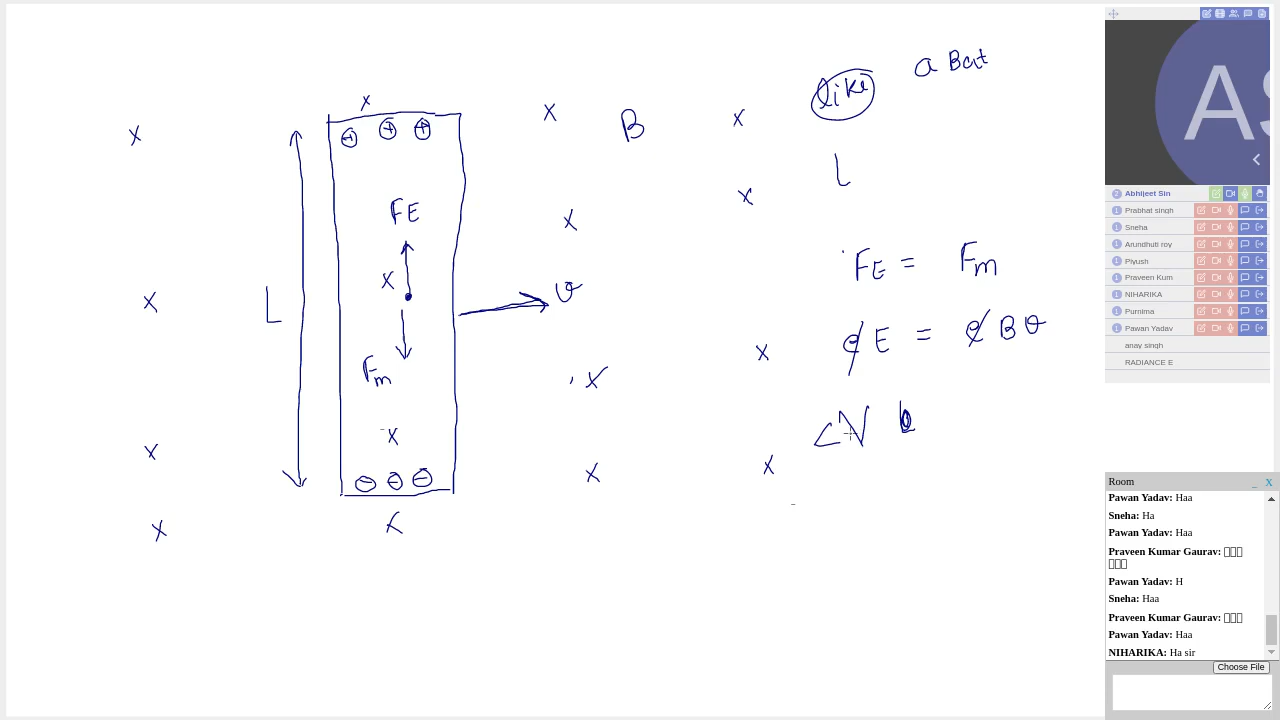 like a Bat
B
L
FE
FE = Fm
v
L
e E = e B v
Fm
AS
Abhijeet Sin
Prabhat singh
Sneha
Arundhuti roy
Piyush
Praveen Kum
NIHARIKA
Purnima
Pawan Yadav
anay singh
RADIANCE E
Room _ X
Pawan Yadav: Haa
Sneha: Ha
Pawan Yadav: Haa
Praveen Kumar Gaurav:
Pawan Yadav: H
Sneha: Haa
Praveen Kumar Gaurav:
Pawan Yadav: Haa
NIHARIKA: Ha sir
Choose File